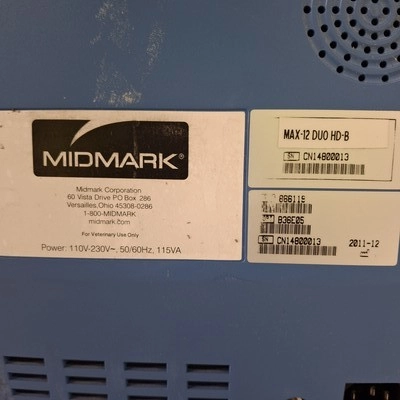 MIDMARK®
Midmark Corporation
60 Vista Drive PO Box 286
Versailles, Ohio 45308-0286
1-800-MIDMARK
midmark.com
For Veterinary Use Only
Power: 110V-230V~, 50/60Hz, 115VA
MAX-12 DUO HD-B
SN CN14800013
086118
B36E05
SN CN14800013
2011-12